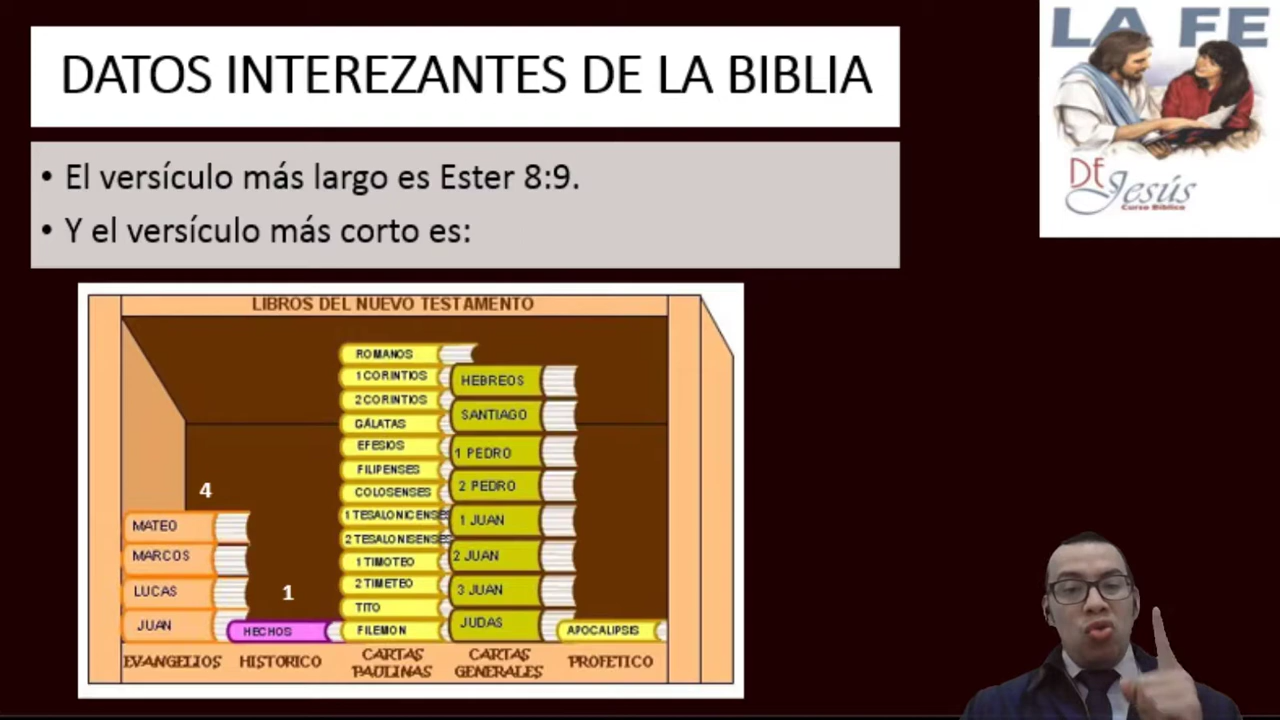 DATOS INTEREZANTES DE LA BIBLIA
LA FE
DE Jesús
Curso Bíblico
• El versículo más largo es Ester 8:9.
• Y el versículo más corto es:
LIBROS DEL NUEVO TESTAMENTO
4
MATEO
MARCOS
LUCAS
JUAN
EVANGELIOS
1
HECHOS
HISTORICO
ROMANOS
1 CORINTIOS
2 CORINTIOS
GÁLATAS
EFESIOS
FILIPENSES
COLOSENSES
1 TESALONICENSES
2 TESALONISENSES
1 TIMOTEO
2 TIMETEO
TITO
FILEMON
CARTAS
PAULINAS
HEBREOS
SANTIAGO
1 PEDRO
2 PEDRO
1 JUAN
2 JUAN
3 JUAN
JUDAS
CARTAS
GENERALES
APOCALIPSIS
PROFETICO